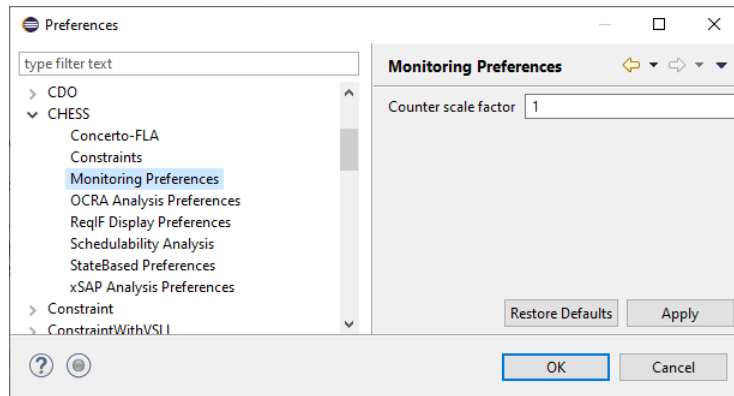 Preferences
type filter text
CDO
CHESS
Concerto-FLA
Constraints
Monitoring Preferences
OCRA Analysis Preferences
ReqIF Display Preferences
Schedulability Analysis
StateBased Preferences
xSAP Analysis Preferences
Constraint
ConstraintWithVSLL
Monitoring Preferences
Counter scale factor 1
Restore Defaults Apply
? OK Cancel